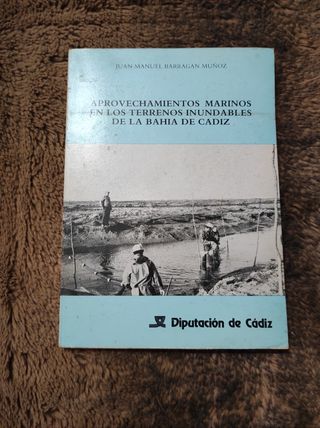 JUAN MANUEL BARRAGAN MUÑOZ
APROVECHAMIENTOS MARINOS
EN LOS TERRENOS INUNDABLES
DE LA BAHIA DE CADIZ
Diputación de Cádiz